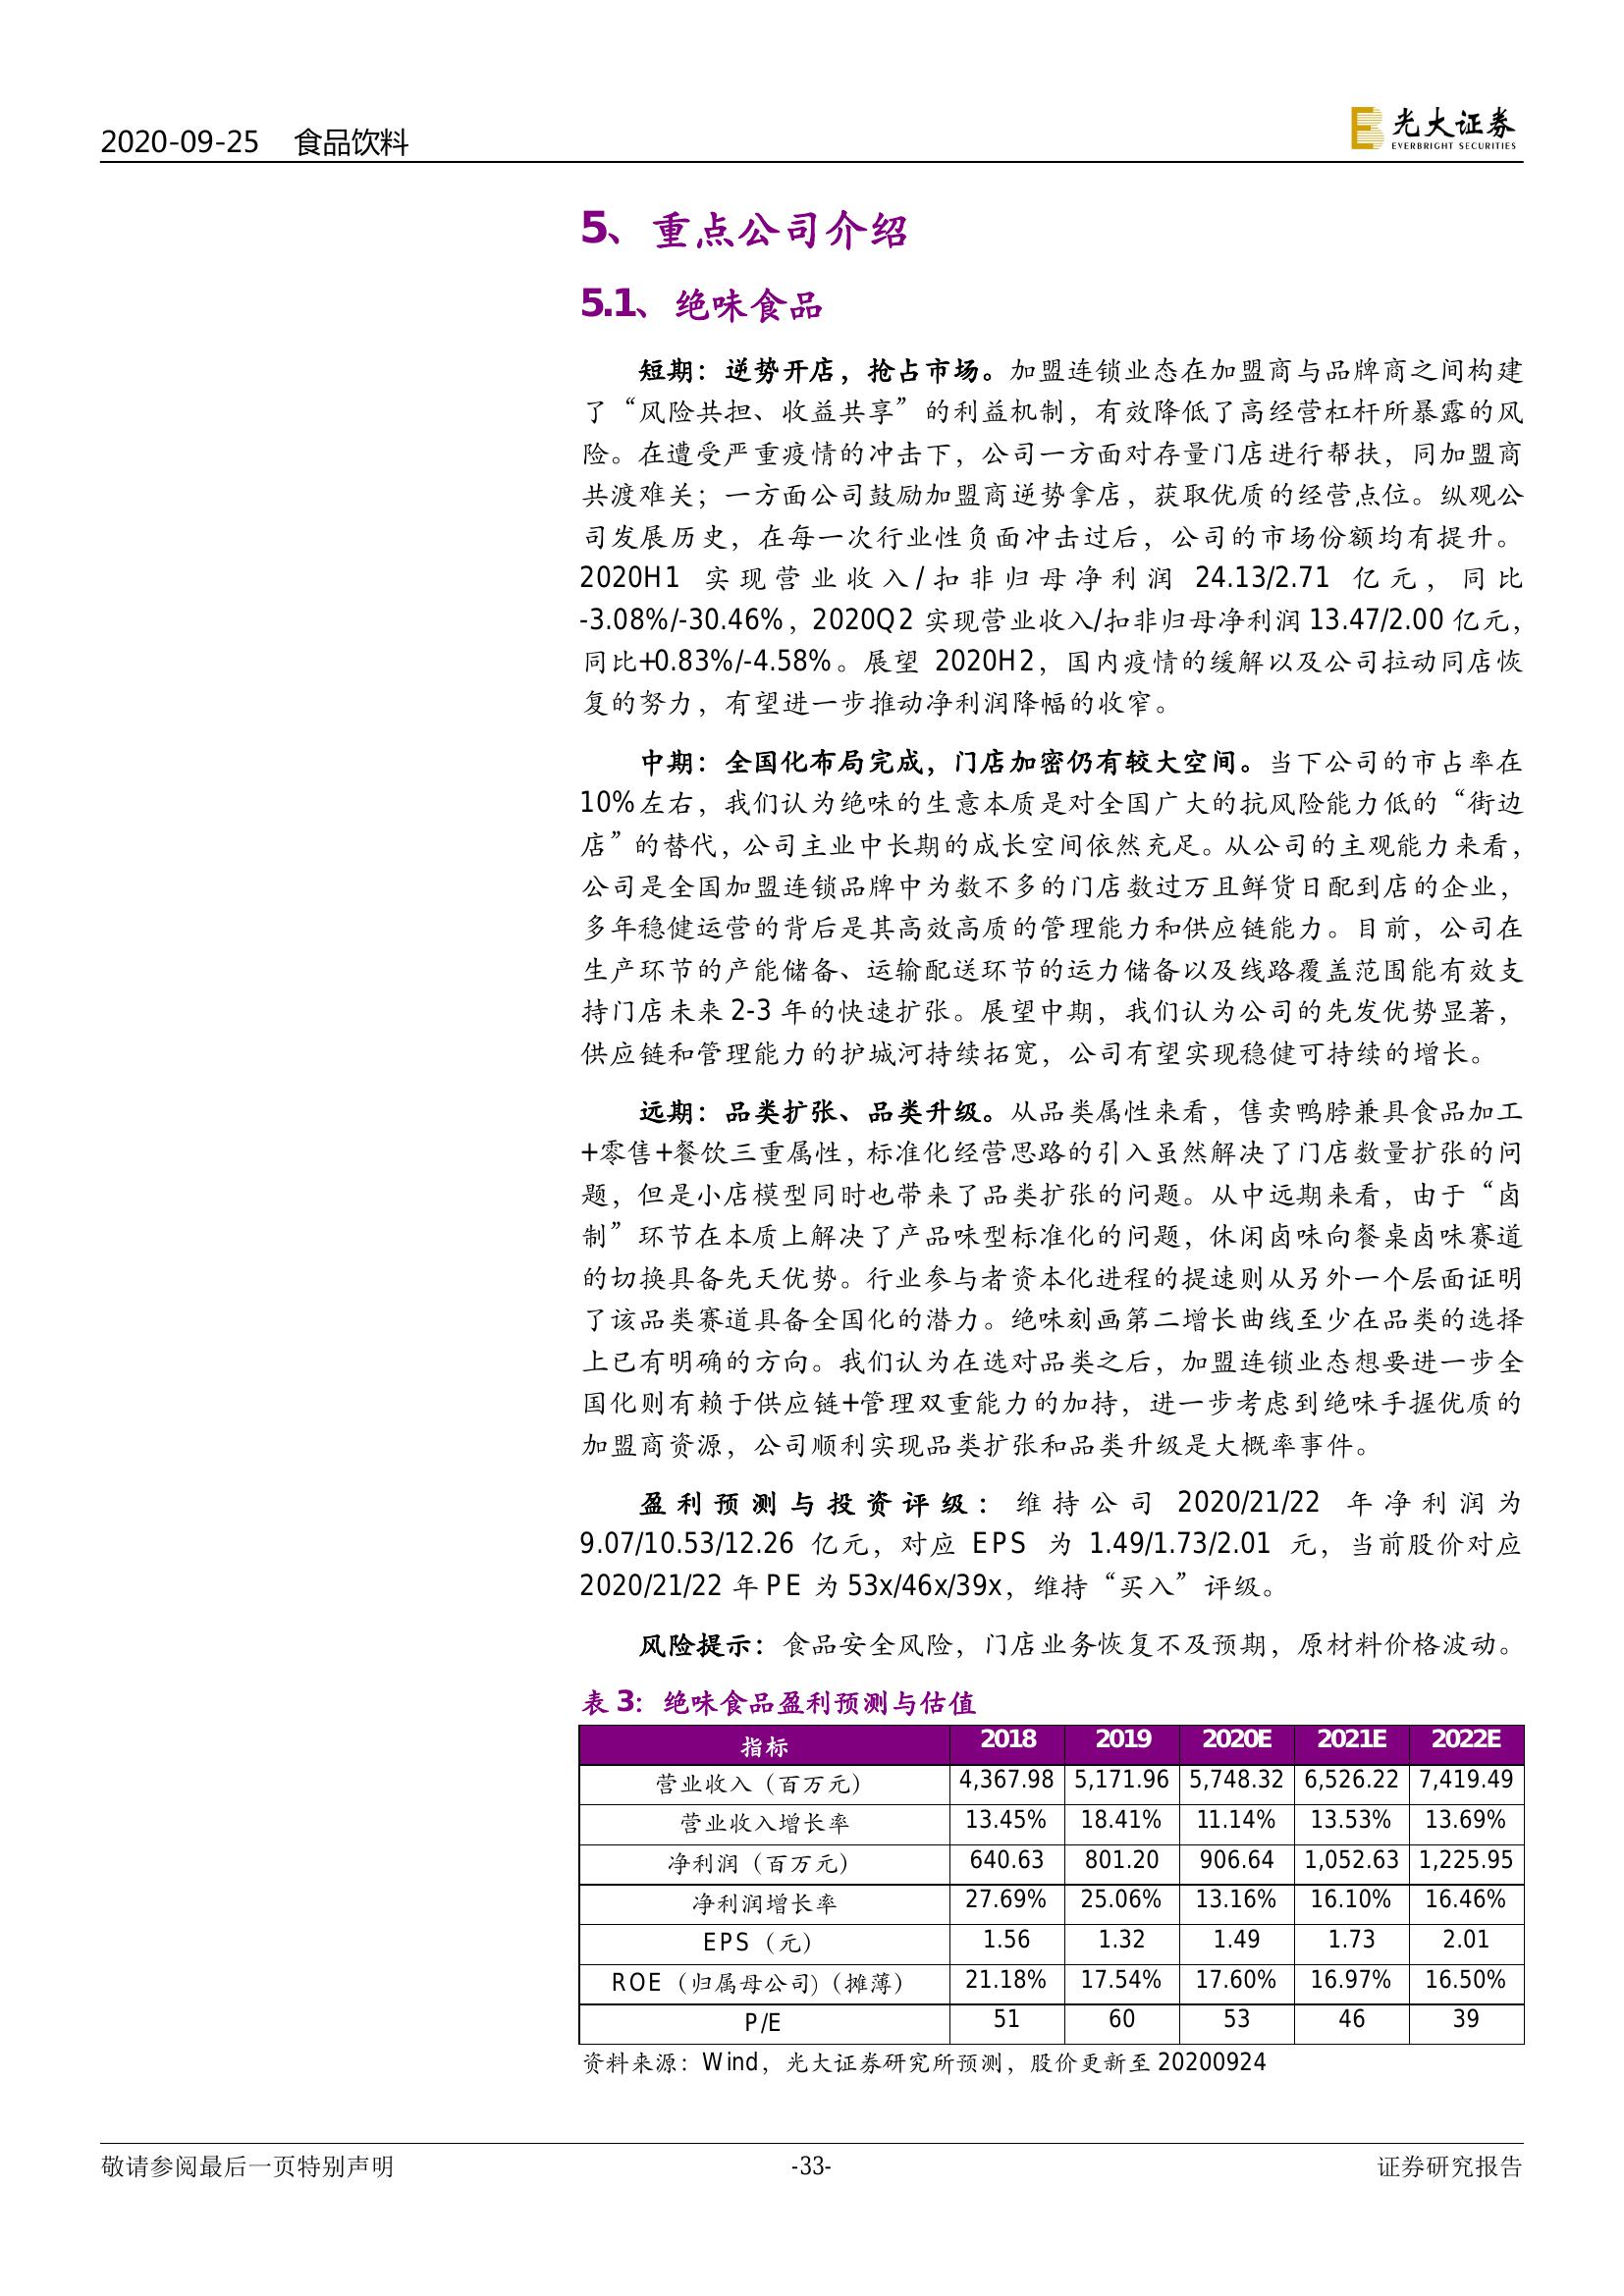 2020-09-25 食品饮料
光大证券
EVERBRIGHT SECURITIES
5、重点公司介绍
5.1、绝味食品
短期：逆势开店，抢占市场。加盟连锁业态在加盟商与品牌商之间构建
了“风险共担、收益共享”的利益机制，有效降低了高经营杠杆所暴露的风
险。在遭受严重疫情的冲击下，公司一方面对存量门店进行帮扶，同加盟商
共渡难关；一方面公司鼓励加盟商逆势拿店，获取优质的经营点位。纵观公
司发展历史，在每一次行业性负面冲击过后，公司的市场份额均有提升。
2020H1 实现营业收入/扣非归母净利润 24.13/2.71 亿元，同比
-3.08%/-30.46%，2020Q2 实现营业收入/扣非归母净利润 13.47/2.00 亿元，
同比+0.83%/-4.58%。展望 2020H2，国内疫情的缓解以及公司拉动同店恢
复的努力，有望进一步推动净利润降幅的收窄。
中期：全国化布局完成，门店加密仍有较大空间。当下公司的市占率在
10%左右，我们认为绝味的生意本质是对全国广大的抗风险能力低的“街边
店”的替代，公司主业中长期的成长空间依然充足。从公司的主观能力来看，
公司是全国加盟连锁品牌中为数不多的门店数过万且鲜货日配到店的企业，
多年稳健运营的背后是其高效高质的管理能力和供应链能力。目前，公司在
生产环节的产能储备、运输配送环节的运力储备以及线路覆盖范围能有效支
持门店未来 2-3 年的快速扩张。展望中期，我们认为公司的先发优势显著，
供应链和管理能力的护城河持续拓宽，公司有望实现稳健可持续的增长。
远期：品类扩张、品类升级。从品类属性来看，售卖鸭脖兼具食品加工
+零售+餐饮三重属性，标准化经营思路的引入虽然解决了门店数量扩张的问
题，但是小店模型同时也带来了品类扩张的问题。从中远期来看，由于“卤
制”环节在本质上解决了产品味型标准化的问题，休闲卤味向餐桌卤味赛道
的切换具备先天优势。行业参与者资本化进程的提速则从另外一个层面证明
了该品类赛道具备全国化的潜力。绝味刻画第二增长曲线至少在品类的选择
上已有明确的方向。我们认为在选对品类之后，加盟连锁业态想要进一步全
国化则有赖于供应链+管理双重能力的加持，进一步考虑到绝味手握优质的
加盟商资源，公司顺利实现品类扩张和品类升级是大概率事件。
盈利预测与投资评级：维持公司 2020/21/22 年净利润为
9.07/10.53/12.26 亿元，对应 EPS 为 1.49/1.73/2.01 元，当前股价对应
2020/21/22 年 PE 为 53x/46x/39x，维持“买入”评级。
风险提示：食品安全风险，门店业务恢复不及预期，原材料价格波动。
表 3：绝味食品盈利预测与估值
指标 2018 2019 2020E 2021E 2022E
营业收入（百万元） 4,367.98 5,171.96 5,748.32 6,526.22 7,419.49
营业收入增长率 13.45% 18.41% 11.14% 13.53% 13.69%
净利润（百万元） 640.63 801.20 906.64 1,052.63 1,225.95
净利润增长率 27.69% 25.06% 13.16% 16.10% 16.46%
EPS（元） 1.56 1.32 1.49 1.73 2.01
ROE（归属母公司)（摊薄） 21.18% 17.54% 17.60% 16.97% 16.50%
P/E 51 60 53 46 39
资料来源：Wind，光大证券研究所预测，股价更新至 20200924
敬请参阅最后一页特别声明 -33- 证券研究报告